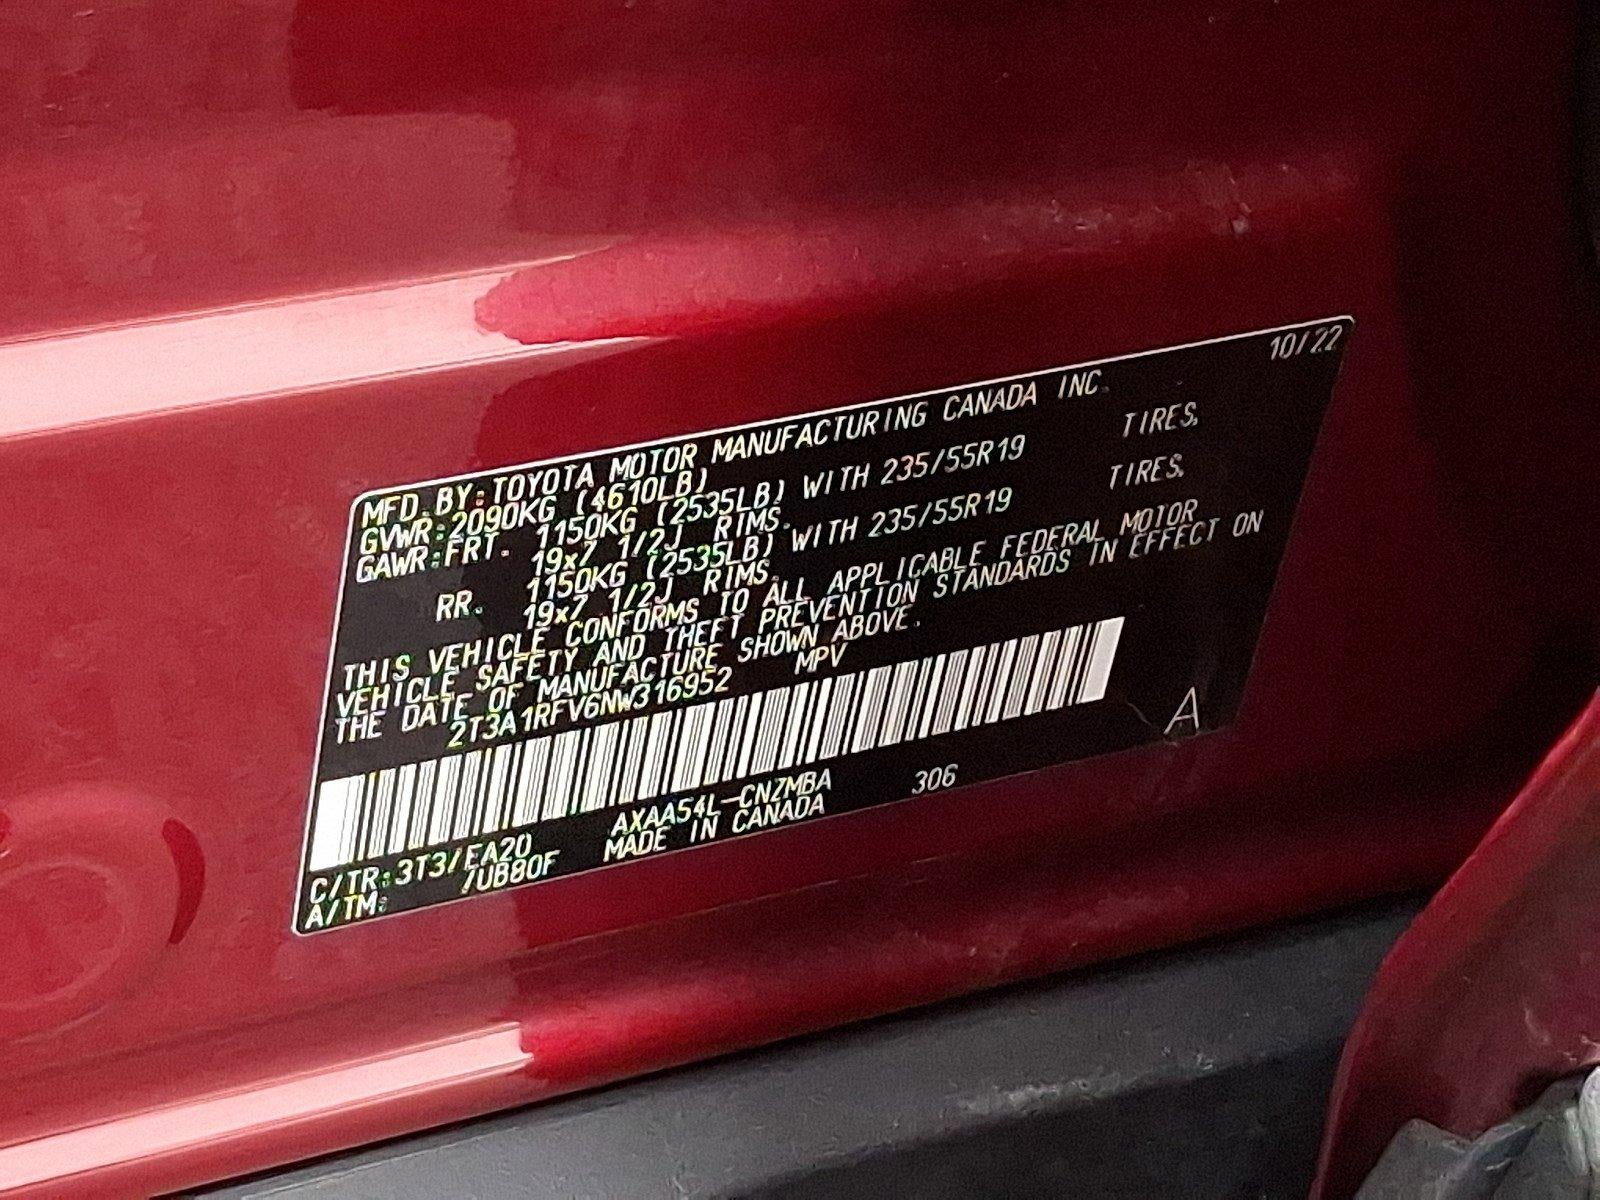 10/22
MFD. BY: TOYOTA MOTOR MANUFACTURING CANADA INC.
GVWR: 2090KG (4610LB)
GAWR: FRT. 1150KG (2535LB) WITH 235/55R19 TIRES,
19x7 1/2J RIMS.
RR. 1150KG (2535LB) WITH 235/55R19 TIRES,
19x7 1/2J RIMS.
THIS VEHICLE CONFORMS TO ALL APPLICABLE FEDERAL MOTOR
VEHICLE SAFETY AND THEFT PREVENTION STANDARDS IN EFFECT ON
THE DATE OF MANUFACTURE SHOWN ABOVE.
2T3A1RFV6NW316952 MPV
A
C/TR: 3T3/EA20 AXAA54L-CNZMBA 306
A/TM: /UB80F MADE IN CANADA